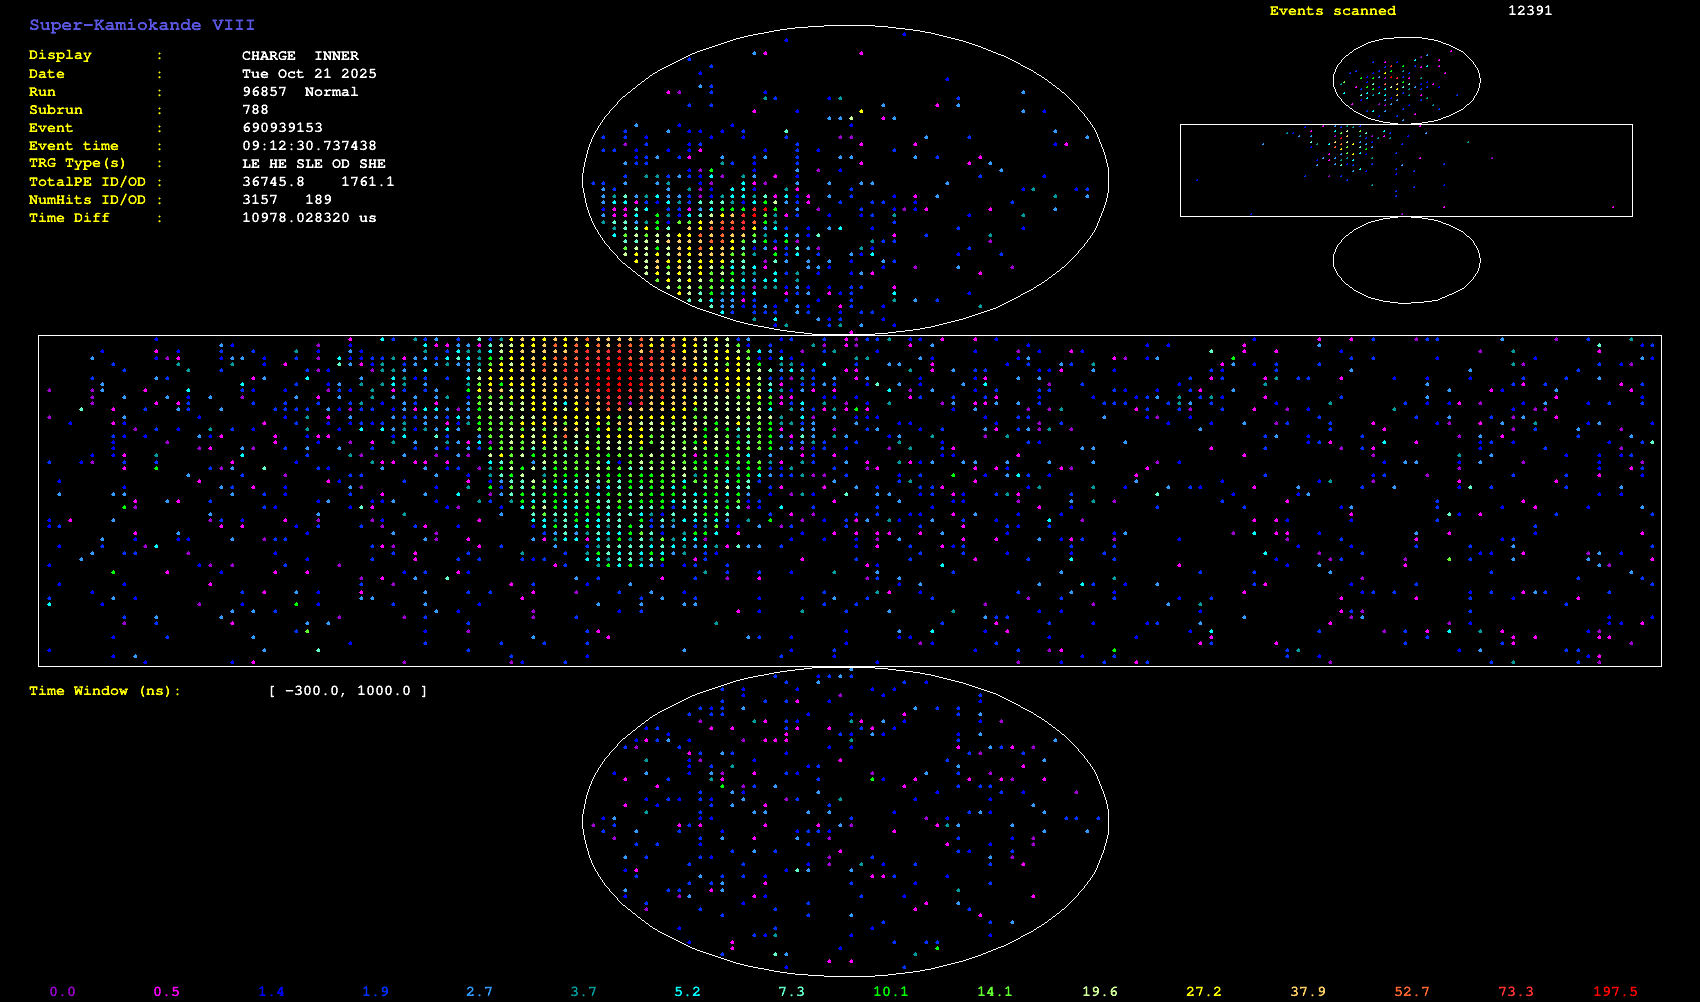 Super-Kamiokande VIII
Events scanned 12391
Display : CHARGE INNER
Date : Tue Oct 21 2025
Run : 96857 Normal
Subrun : 788
Event : 690939153
Event time : 09:12:30.737438
TRG Type(s) : LE HE SLE OD SHE
TotalPE ID/OD : 36745.8 1761.1
NumHits ID/OD : 3157 189
Time Diff : 10978.028320 us
Time Window (ns): [ -300.0, 1000.0 ]
0.0 0.5 1.4 1.9 2.7 3.7 5.2 7.3 10.1 14.1 19.6 27.2 37.9 52.7 73.3 197.5